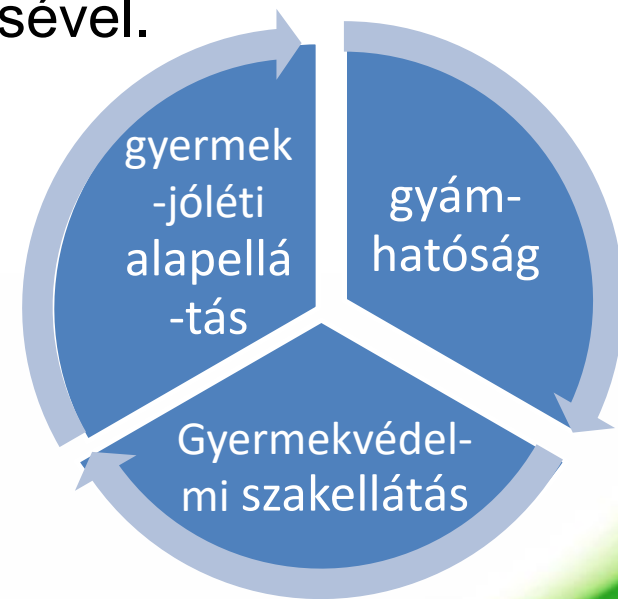 sével.
gyermek
-jóléti
alapellá
-tás
gyám-
hatóság
Gyermekvédel-
mi szakellátás